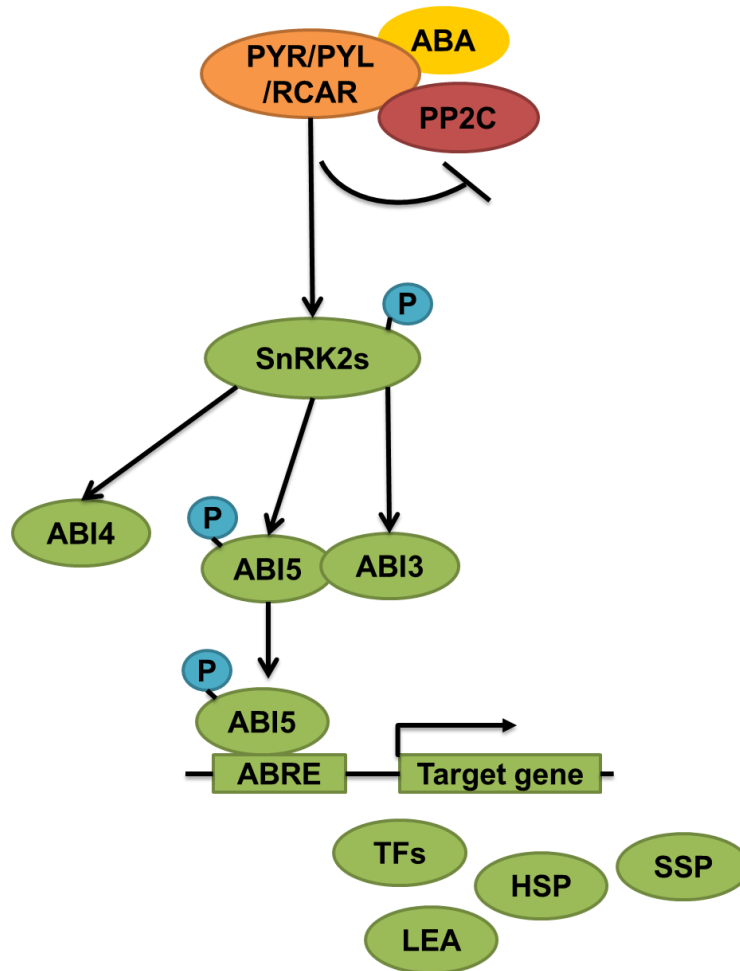 ABA
PYR/PYL
/RCAR
PP2C
P
SnRK2s
ABI4
P
ABI5
ABI3
P
ABI5
ABRE
Target gene
TFs
HSP
SSP
LEA